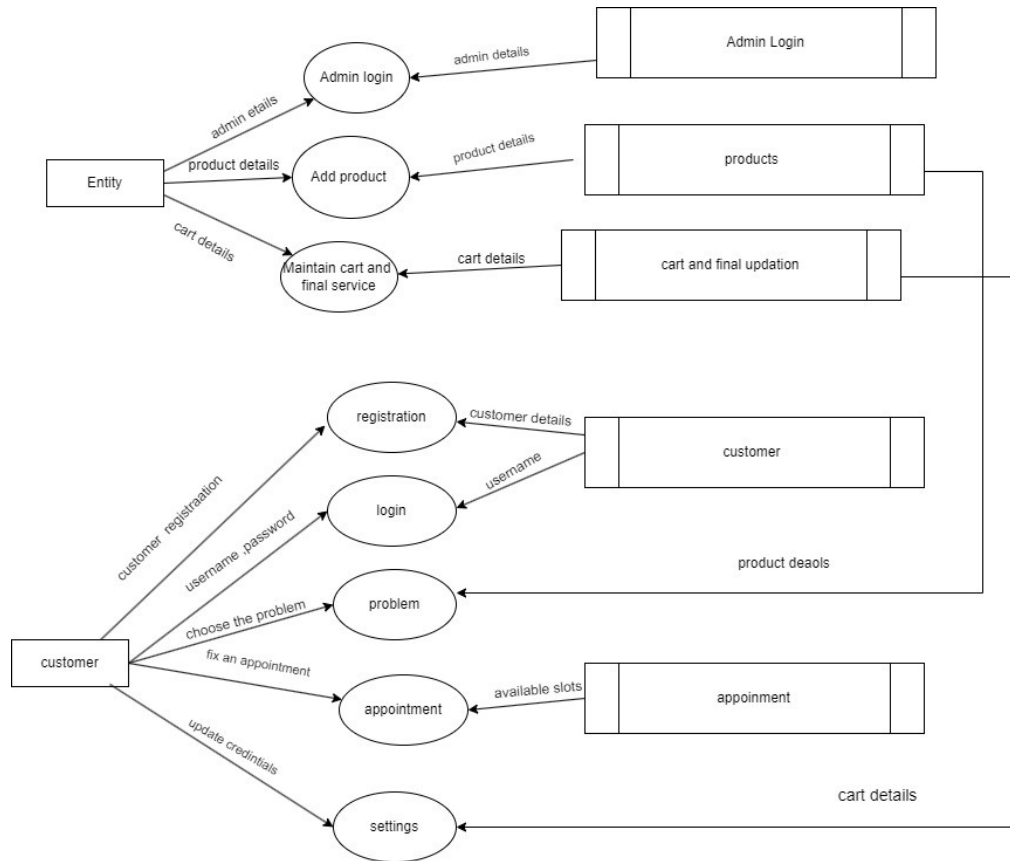 Admin Login
admin details
Admin login
admin etails
product details
products
product details
Add product
Entity
cart details
cart details
cart and final updation
Maintain cart and
final service
registration
customer details
customer
username
customer registraation
login
username ,password
product deaols
choose the problem
problem
customer
fix an appointment
available slots
appoinment
appointment
update credintials
cart details
settings